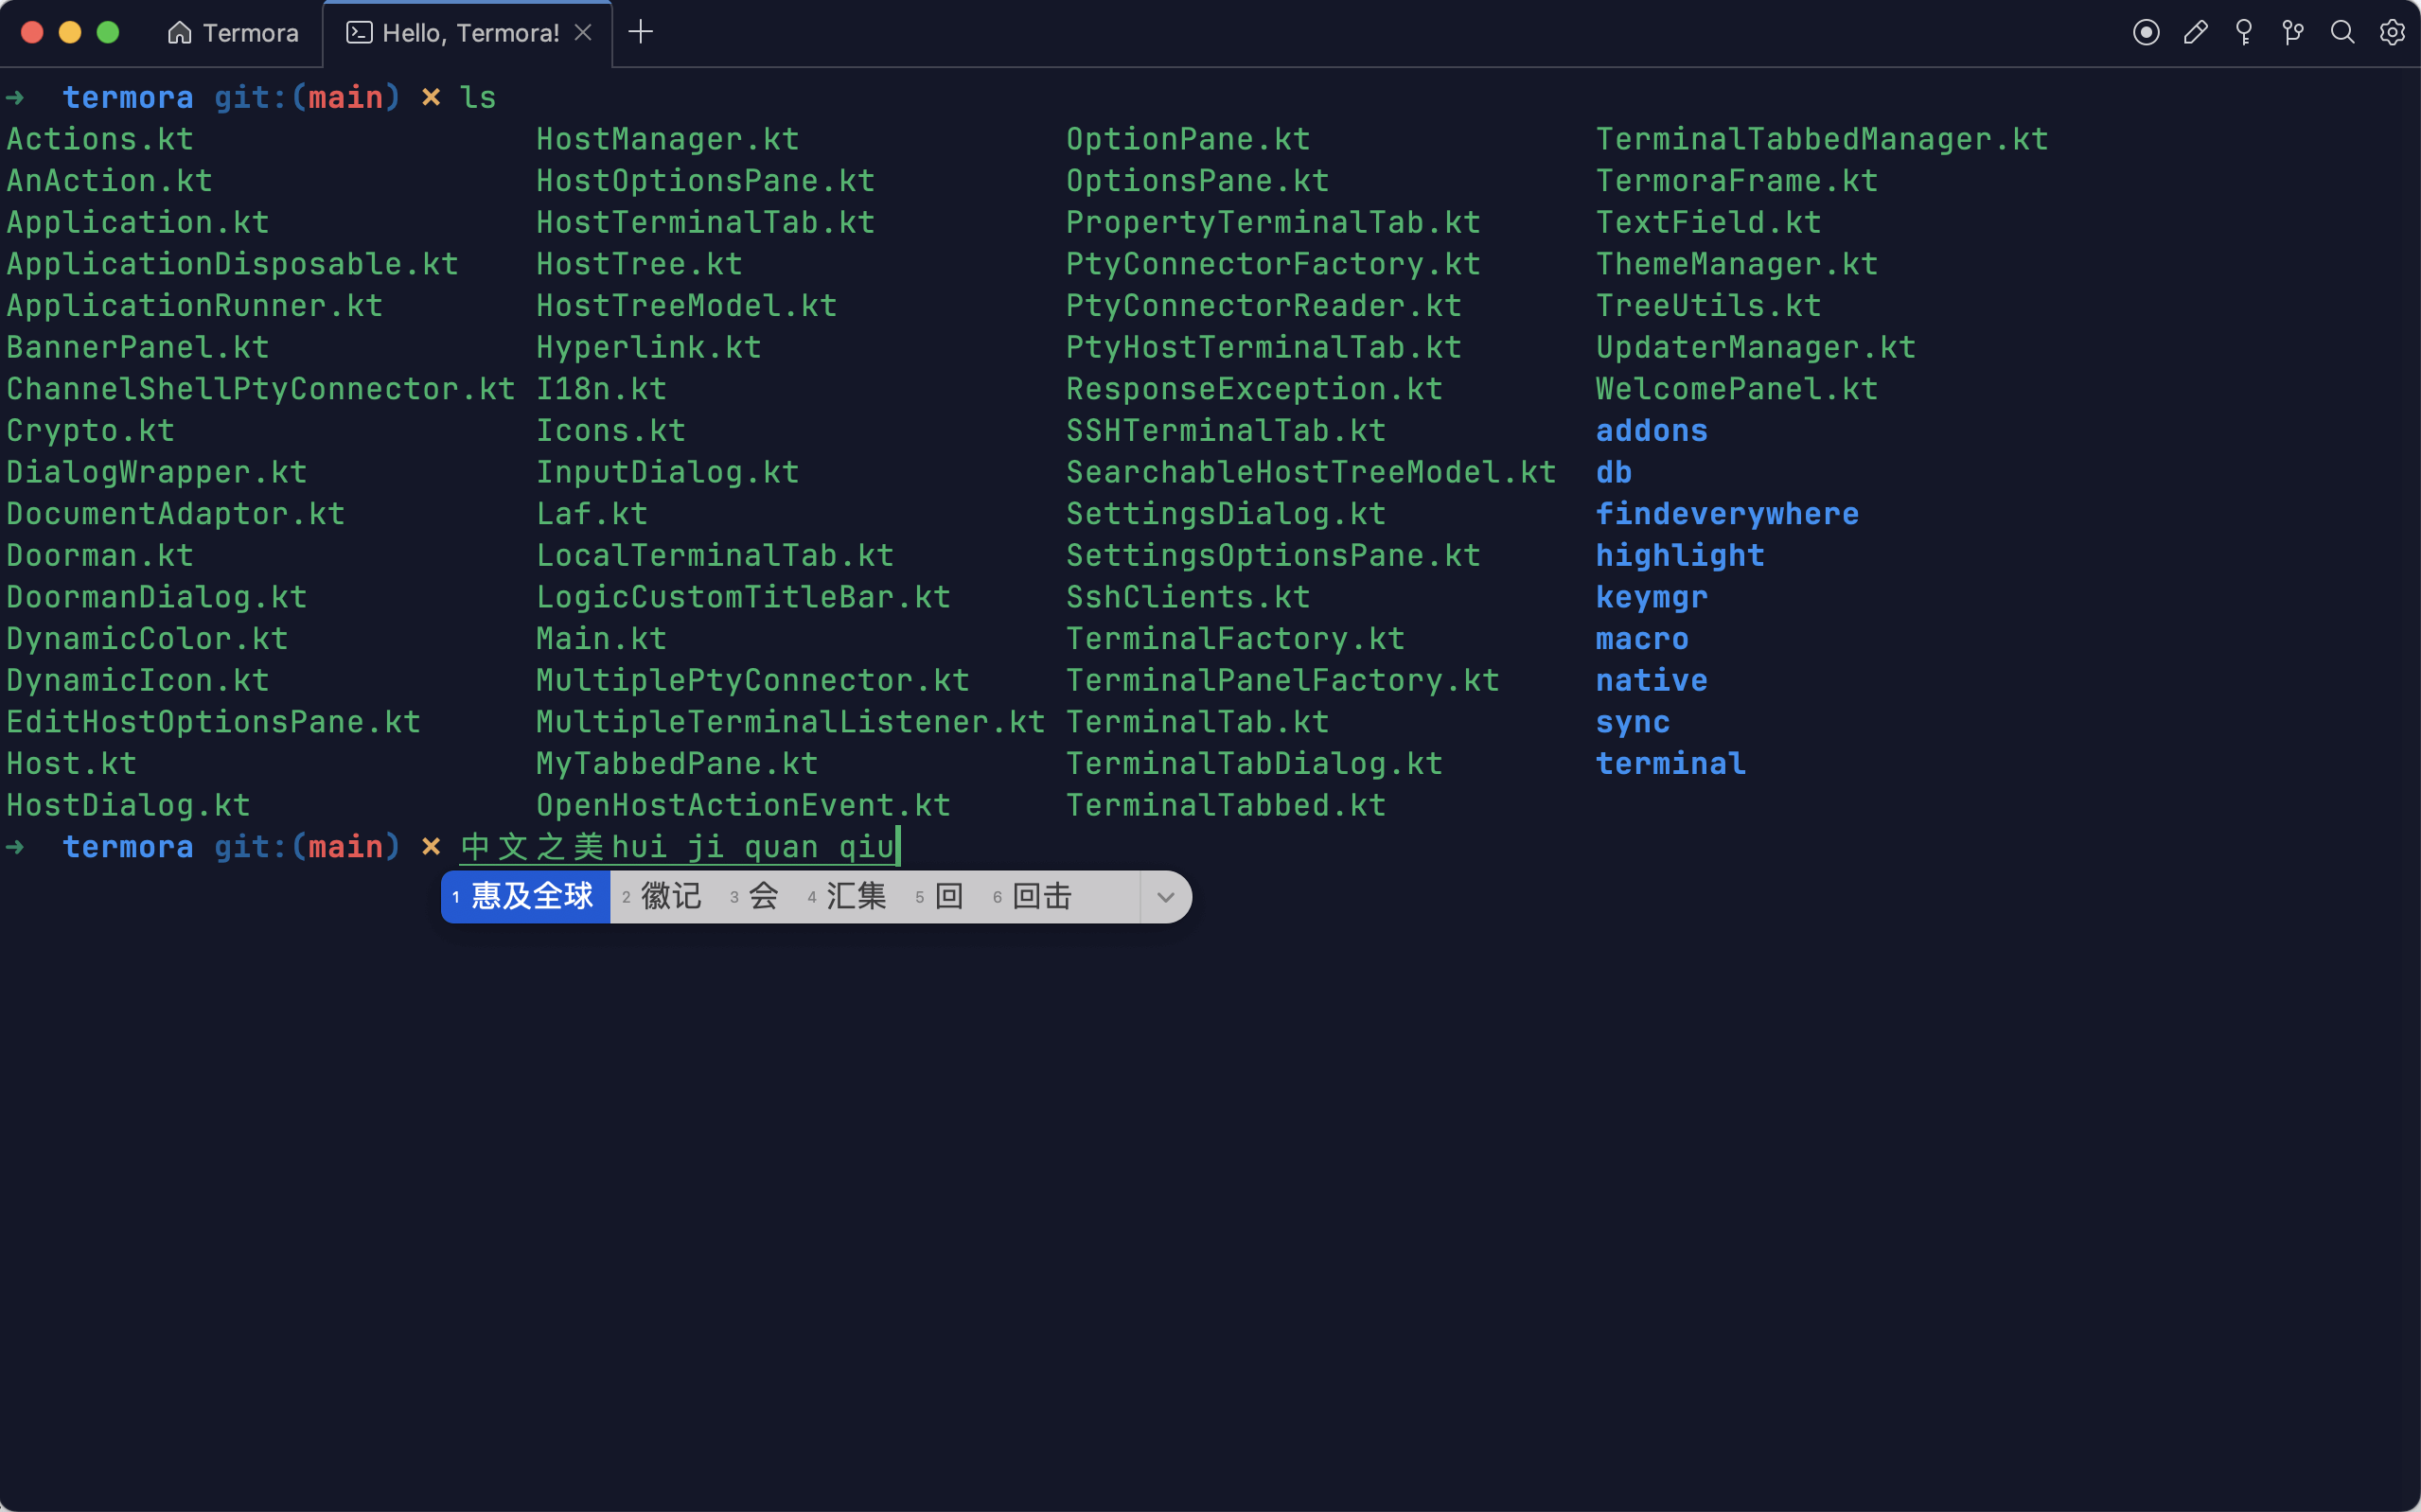 Termora Hello, Termora!
➜ termora git:(main) ✗ ls
Actions.kt HostManager.kt OptionPane.kt TerminalTabbedManager.kt
AnAction.kt HostOptionsPane.kt OptionsPane.kt TermoraFrame.kt
Application.kt HostTerminalTab.kt PropertyTerminalTab.kt TextField.kt
ApplicationDisposable.kt HostTree.kt PtyConnectorFactory.kt ThemeManager.kt
ApplicationRunner.kt HostTreeModel.kt PtyConnectorReader.kt TreeUtils.kt
BannerPanel.kt Hyperlink.kt PtyHostTerminalTab.kt UpdaterManager.kt
ChannelShellPtyConnector.kt I18n.kt ResponseException.kt WelcomePanel.kt
Crypto.kt Icons.kt SSHTerminalTab.kt addons
DialogWrapper.kt InputDialog.kt SearchableHostTreeModel.kt db
DocumentAdaptor.kt Laf.kt SettingsDialog.kt findeverywhere
Doorman.kt LocalTerminalTab.kt SettingsOptionsPane.kt highlight
DoormanDialog.kt LogicCustomTitleBar.kt SshClients.kt keymgr
DynamicColor.kt Main.kt TerminalFactory.kt macro
DynamicIcon.kt MultiplePtyConnector.kt TerminalPanelFactory.kt native
EditHostOptionsPane.kt MultipleTerminalListener.kt TerminalTab.kt sync
Host.kt MyTabbedPane.kt TerminalTabDialog.kt terminal
HostDialog.kt OpenHostActionEvent.kt TerminalTabbed.kt
➜ termora git:(main) ✗ 中文之美hui ji quan qiu
1 惠及全球 2 徽记 3 会 4 汇集 5 回 6 回击